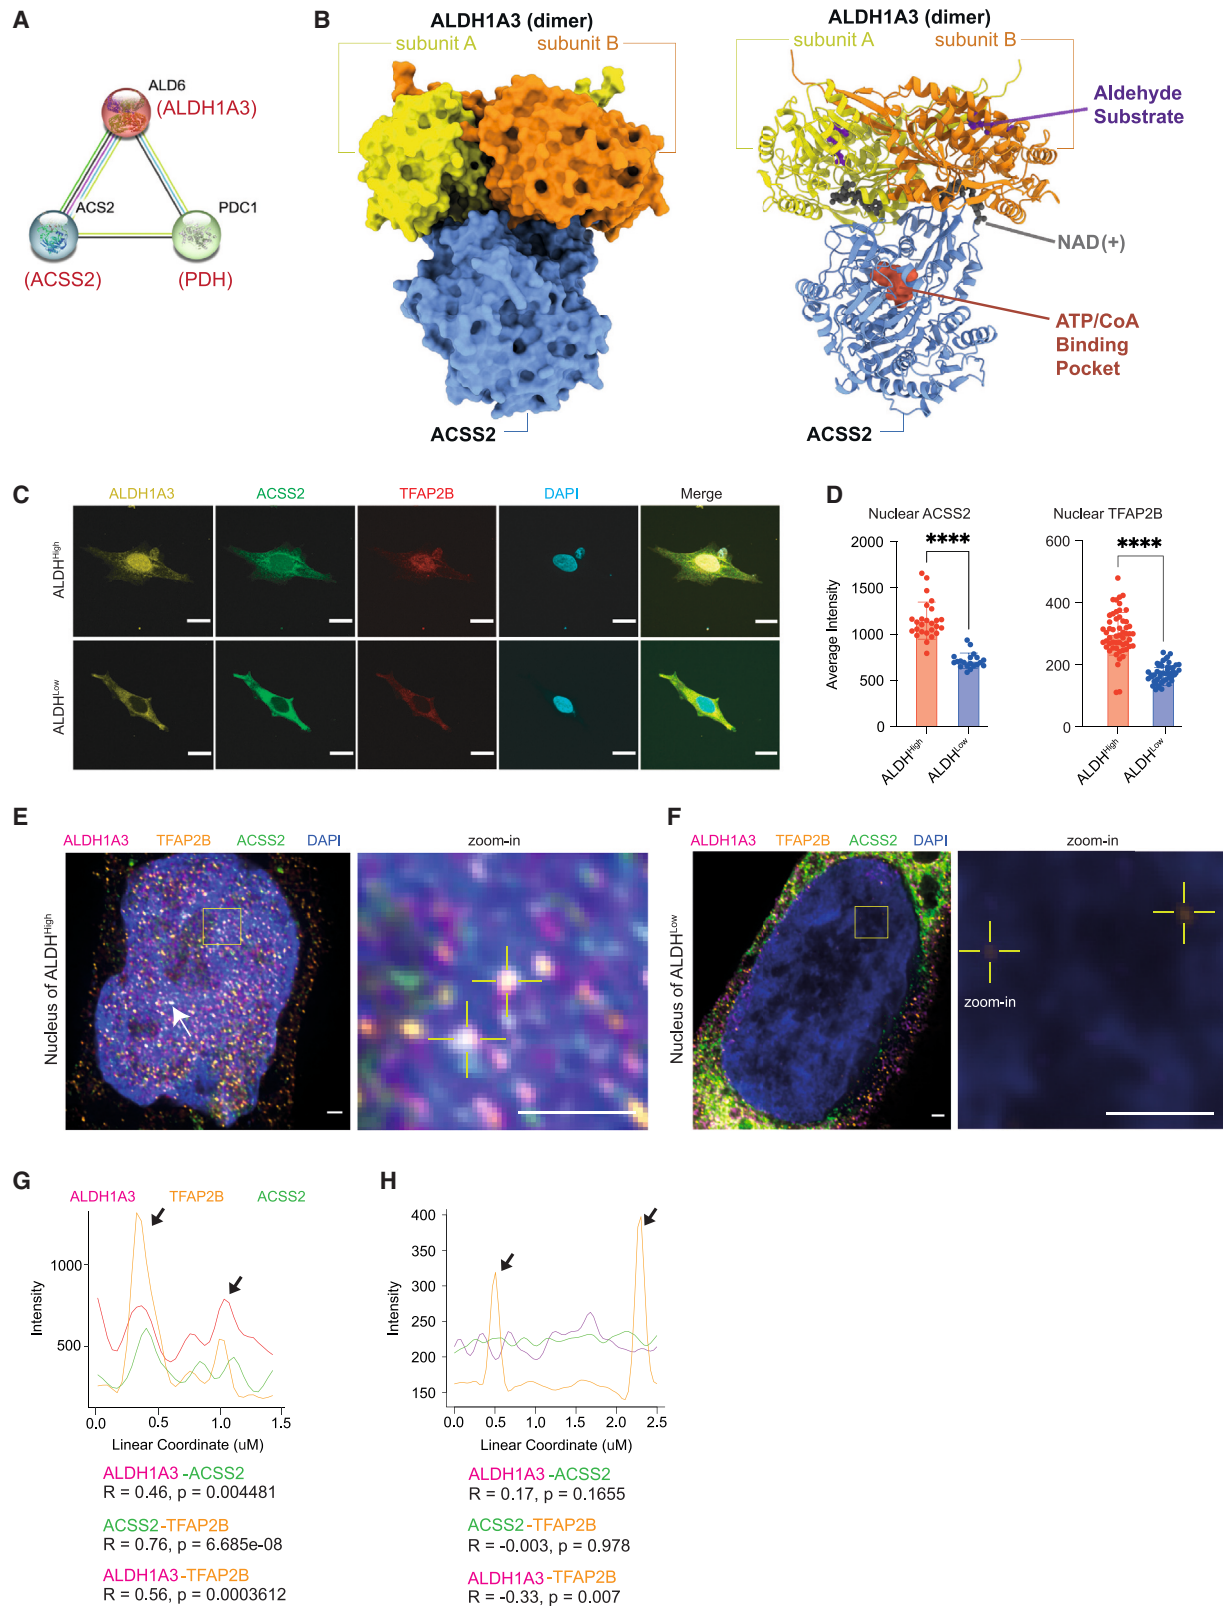 A
ALD6
(ALDH1A3)
ACS2
PDC1
(ACSS2)
(PDH)
B
ALDH1A3 (dimer)
subunit A
subunit B
ACSS2
ALDH1A3 (dimer)
subunit A
subunit B
Aldehyde
Substrate
NAD(+)
ATP/CoA
Binding
Pocket
ACSS2
C
ALDH1A3
ACSS2
TFAP2B
DAPI
Merge
ALDHHigh
ALDHLow
D
Nuclear ACSS2
****
2000
1500
1000
500
0
Average Intensity
ALDHHigh
ALDHLow
Nuclear TFAP2B
****
600
400
200
0
ALDHHigh
ALDHLow
E
ALDH1A3 TFAP2B ACSS2 DAPI
zoom-in
Nucleus of ALDHHigh
F
ALDH1A3 TFAP2B ACSS2 DAPI
zoom-in
Nucleus of ALDHLow
zoom-in
G
ALDH1A3 TFAP2B ACSS2
1000
500
Intensity
0.0 0.5 1.0 1.5
Linear Coordinate (uM)
ALDH1A3-ACSS2
R = 0.46, p = 0.004481
ACSS2-TFAP2B
R = 0.76, p = 6.685e-08
ALDH1A3-TFAP2B
R = 0.56, p = 0.0003612
H
400
350
300
250
200
150
Intensity
0.0 0.5 1.0 1.5 2.0 2.5
Linear Coordinate (uM)
ALDH1A3-ACSS2
R = 0.17, p = 0.1655
ACSS2-TFAP2B
R = -0.003, p = 0.978
ALDH1A3-TFAP2B
R = -0.33, p = 0.007